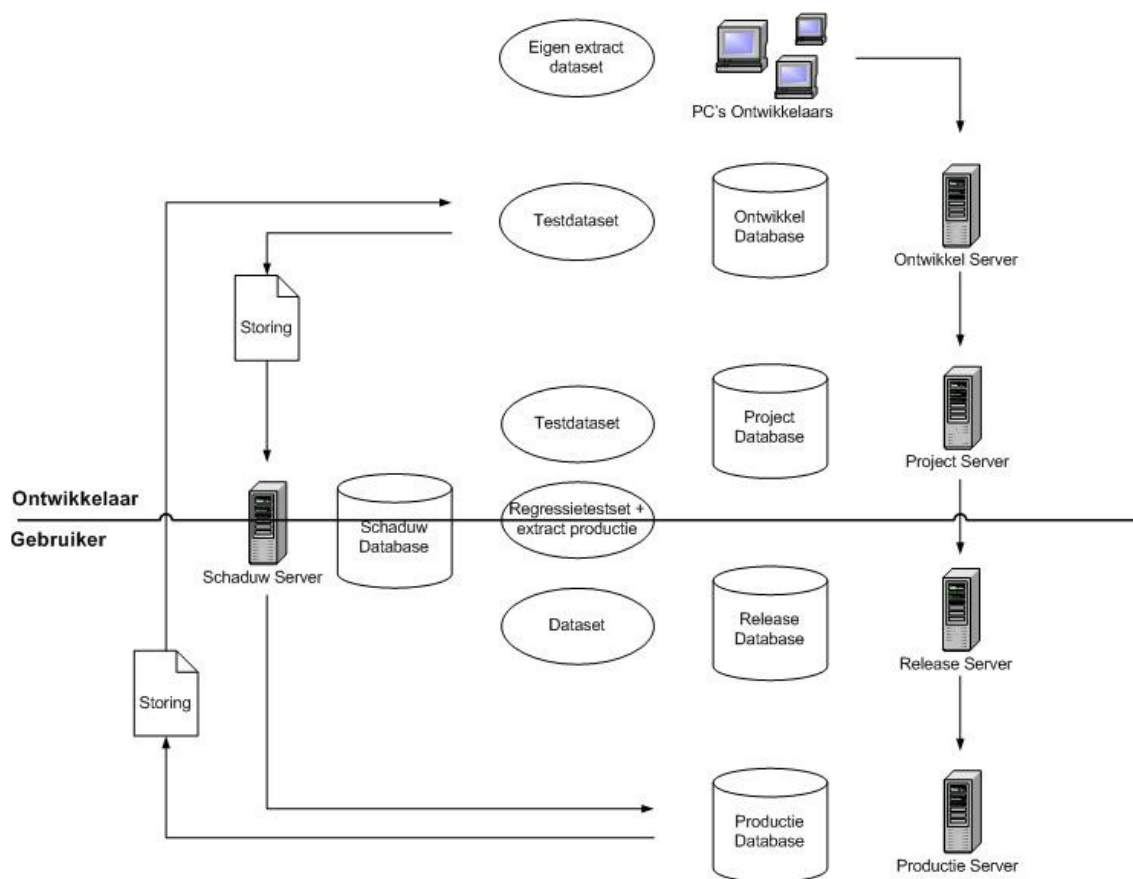 Eigen extract
dataset
PC's Ontwikkelaars
Testdataset
Ontwikkel
Database
Ontwikkel Server
Storing
Testdataset
Project
Database
Project Server
Ontwikkelaar
Gebruiker
Schaduw Server
Schaduw
Database
Regressietestset +
extract productie
Dataset
Release
Database
Release Server
Storing
Productie
Database
Productie Server